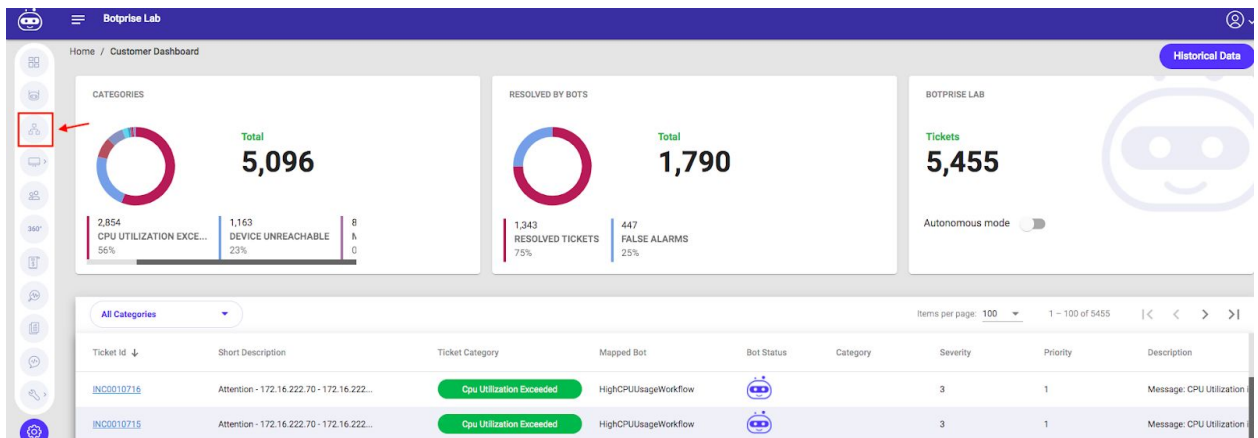 Botprise Lab
Home / Customer Dashboard
Historical Data
CATEGORIES
Total
5,096
2,854
CPU UTILIZATION EXCE...
56%
1,163
DEVICE UNREACHABLE
23%
8
0
RESOLVED BY BOTS
Total
1,790
1,343
RESOLVED TICKETS
75%
447
FALSE ALARMS
25%
BOTPRISE LAB
Tickets
5,455
Autonomous mode
360°
All Categories
Items per page: 100 1 – 100 of 5455
Ticket Id ↓ Short Description Ticket Category Mapped Bot Bot Status Category Severity Priority Description
INC0010716 Attention - 172.16.222.70 - 172.16.222... Cpu Utilization Exceeded HighCPUUsageWorkflow 3 1 Message: CPU Utilization
INC0010715 Attention - 172.16.222.70 - 172.16.222... Cpu Utilization Exceeded HighCPUUsageWorkflow 3 1 Message: CPU Utilization